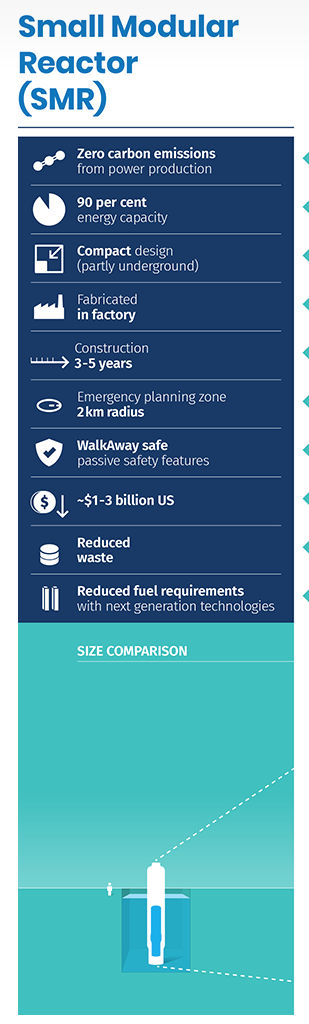 Small Modular
Reactor
(SMR)
Zero carbon emissions
from power production
90 per cent
energy capacity
Compact design
(partly underground)
Fabricated
in factory
Construction
3-5 years
Emergency planning zone
2km radius
WalkAway safe
passive safety features
$
~$1-3 billion US
Reduced
waste
Reduced fuel requirements
with next generation technologies
SIZE COMPARISON